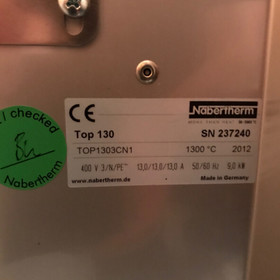 checked
Nabertherm
CE
Nabertherm
Top 130 SN 237240
TOP1303CN1 1300 °C 2012
400 V 3/N/PE~ 13,0/13,0/13,0 A 50/60 Hz 9,0 kW
www.nabertherm.de Made in Germany